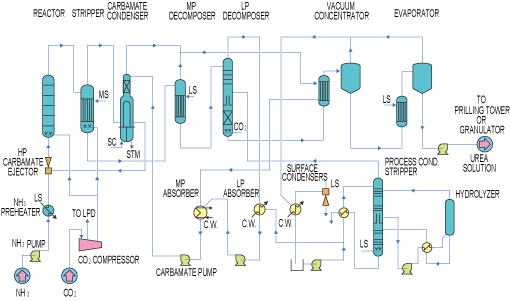 REACTOR
STRIPPER
CARBAMATE
CONDENSER
MP
DECOMPOSER
LP
DECOMPOSER
VACUUM
CONCENTRATOR
EVAPORATOR
MS
LS
LS
CO2
SC
STM
TO
PRILLING TOWER
OR
GRANULATOR
UREA
SOLUTION
HP
CARBAMATE
EJECTOR
LS
NH3
PREHEATER
TO LPD
NH3 PUMP
CO2 COMPRESSOR
NH3
CO2
MP
ABSORBER
C.W.
LP
ABSORBER
C.W.
SURFACE
CONDENSERS
C.W.
LS
CARBAMATE PUMP
PROCESS COND
STRIPPER
LS
HYDROLYZER